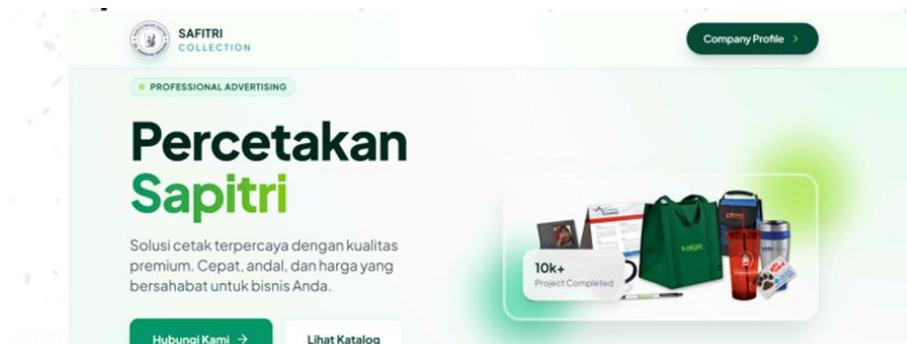 SAFITRI
COLLECTION
Company Profile
PROFESSIONAL ADVERTISING
Percetakan
Sapitri
Solusi cetak terpercaya dengan kualitas
premium. Cepat, andal, dan harga yang
bersahabat untuk bisnis Anda.
10k+
Project Completed
Hubungi Kami →
Lihat Katalog